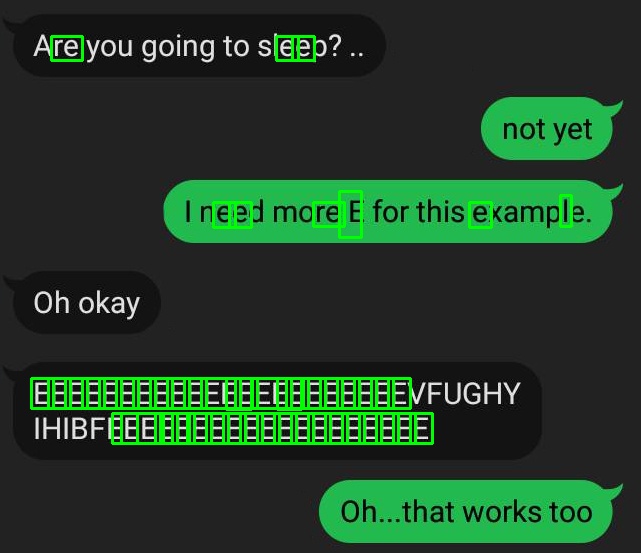 Are you going to sleep? ..
not yet
I need more E for this example.
Oh okay
EEEEEEEEEEEEEEEEEEEEEEVFUGHY
IHIBFEEEEEEEEEEEEEEEEEEE
Oh...that works too